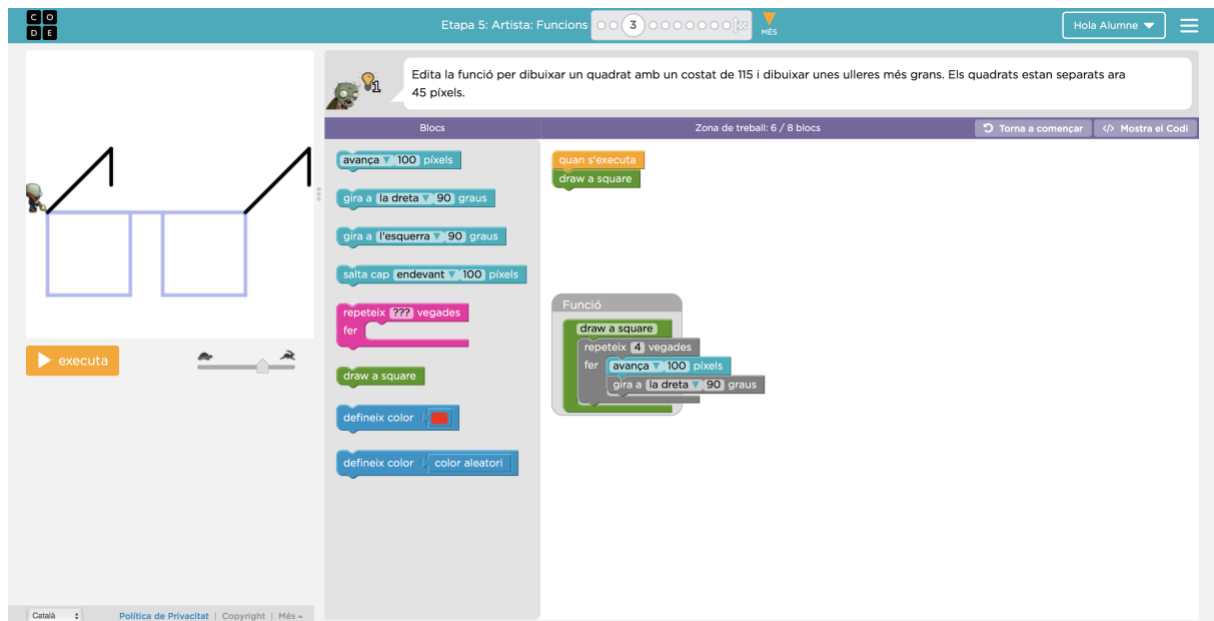 C O
D E
Etapa 5: Artista: Funcions
3
MÉS
Hola Alumne
1
Edita la funció per dibuixar un quadrat amb un costat de 115 i dibuixar unes ulleres més grans. Els quadrats estan separats ara
45 píxels.
Blocs
Zona de treball: 6 / 8 blocs
Torna a començar
</> Mostra el Codi
avança 100 píxels
gira a la dreta 90 graus
gira a l'esquerra 90 graus
salta cap endevant 100 píxels
repeteix ??? vegades
fer
draw a square
defineix color
defineix color color aleatori
quan s'executa
draw a square
Funció
draw a square
repeteix 4 vegades
fer avança 100 píxels
gira a la dreta 90 graus
executa
Català
Política de Privacitat | Copyright | Més